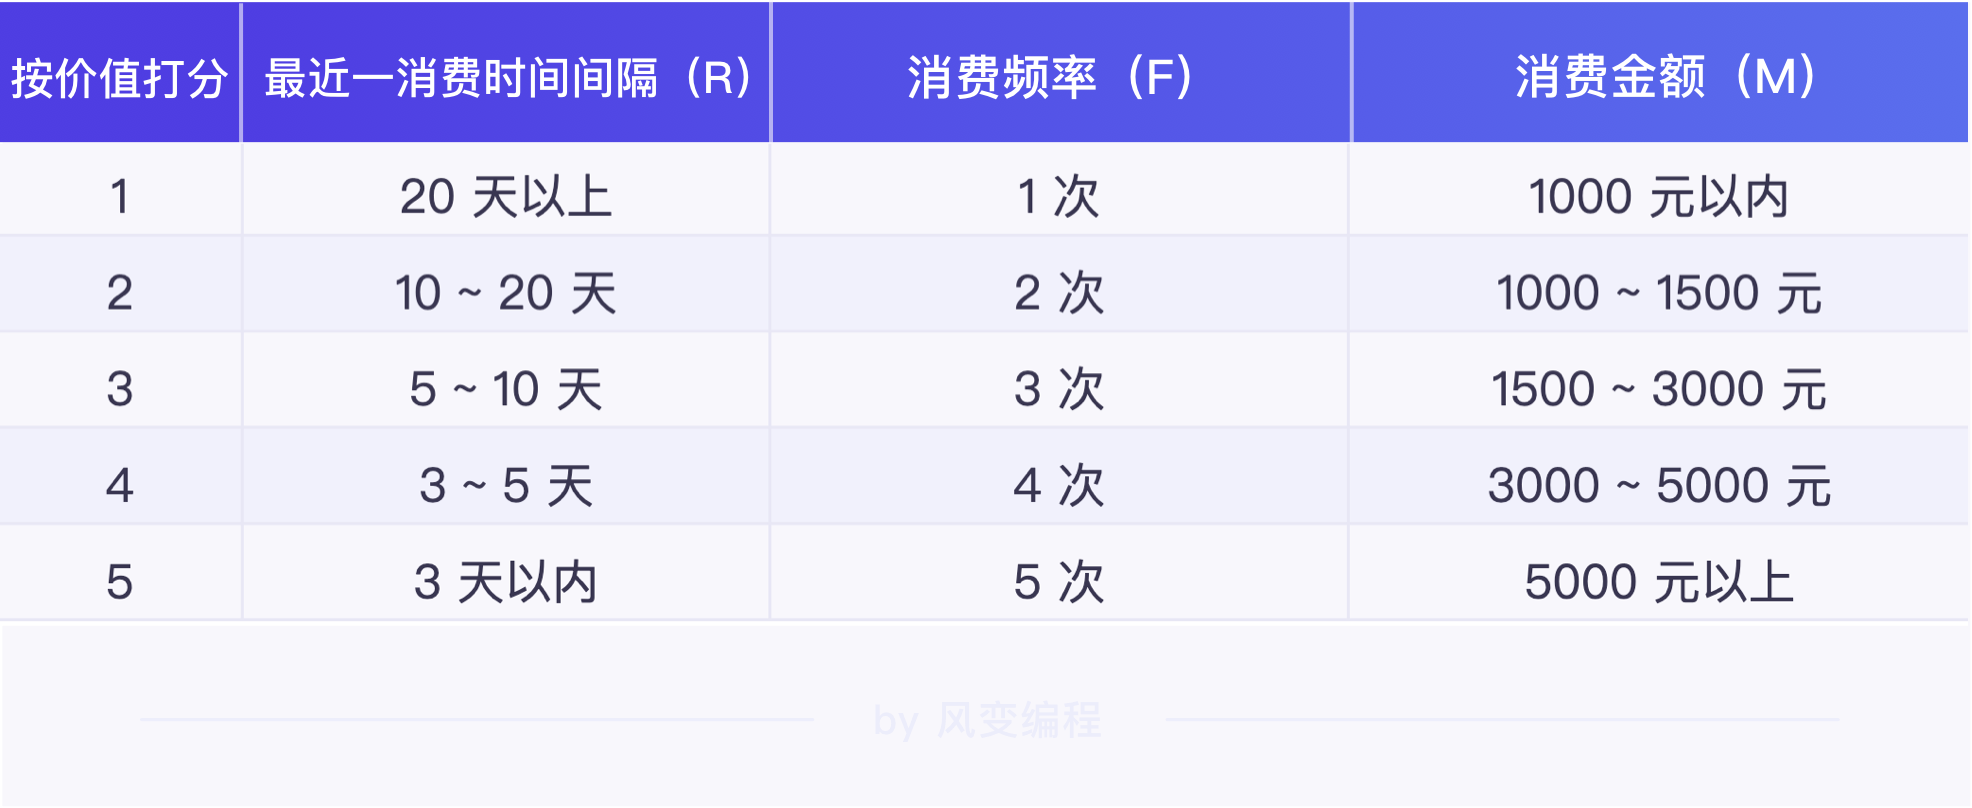 按价值打分 最近一消费时间间隔（R） 消费频率（F） 消费金额（M）
1 20 天以上 1 次 1000 元以内
2 10 ~ 20 天 2 次 1000 ~ 1500 元
3 5 ~ 10 天 3 次 1500 ~ 3000 元
4 3 ~ 5 天 4 次 3000 ~ 5000 元
5 3 天以内 5 次 5000 元以上
by 风变编程